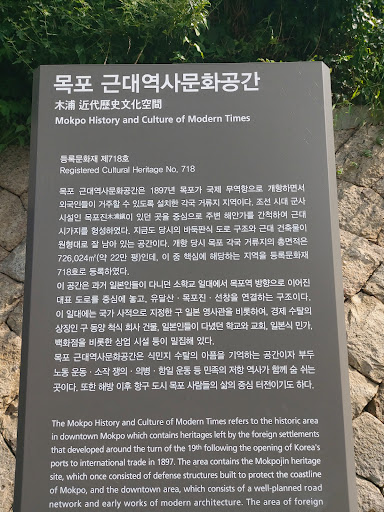 목포 근대역사문화공간
木浦 近代歷史文化空間
Mokpo History and Culture of Modern Times
등록문화재 제718호
Registered Cultural Heritage No. 718
목포 근대역사문화공간은 1897년 목포가 국제 무역항으로 개항하면서
외국인들이 거주할 수 있도록 설치한 각국 거류지 지역이다. 조선 시대 군사
시설인 목포진木浦鎭이 있던 곳을 중심으로 주변 해안가를 간척하여 근대
시가지를 형성하였다. 지금도 당시의 바둑판식 도로 구조와 근대 건축물이
원형대로 잘 남아 있는 공간이다. 개항 당시 목포 각국 거류지의 총면적은
726,024㎡(약 22만 평)인데, 이 중 핵심에 해당하는 지역을 등록문화재
718호로 등록하였다.
이 공간은 과거 일본인들이 다니던 소학교 일대에서 목포역 방향으로 이어진
대표 도로를 중심에 놓고, 유달산·목포진·선창을 연결하는 구조이다.
이 일대에는 국가 사적으로 지정한 구 일본 영사관을 비롯하여, 경제 수탈의
상징인 구 동양 척식 회사 건물, 일본인들이 다녔던 학교와 교회, 일본식 민가,
백화점을 비롯한 상업 시설 등이 밀집해 있다.
목포 근대역사문화공간은 식민지 수탈의 아픔을 기억하는 공간이자 부두
노동 운동·소작 쟁의·의병·항일 운동 등 민족의 저항 역사가 함께 숨 쉬는
곳이다. 또한 해방 이후 항구 도시 목포 사람들의 삶의 중심 터전이기도 하다.
The Mokpo History and Culture of Modern Times refers to the historic area
in downtown Mokpo which contains heritages left by the foreign settlements
that developed around the turn of the 19th following the opening of Korea's
ports to international trade in 1897. The area contains the Mokpojin heritage
site, which once consisted of defense structures built to protect the coastline
of Mokpo, and the downtown area, which consists of a well-planned road
network and early works of modern architecture. The area of foreign